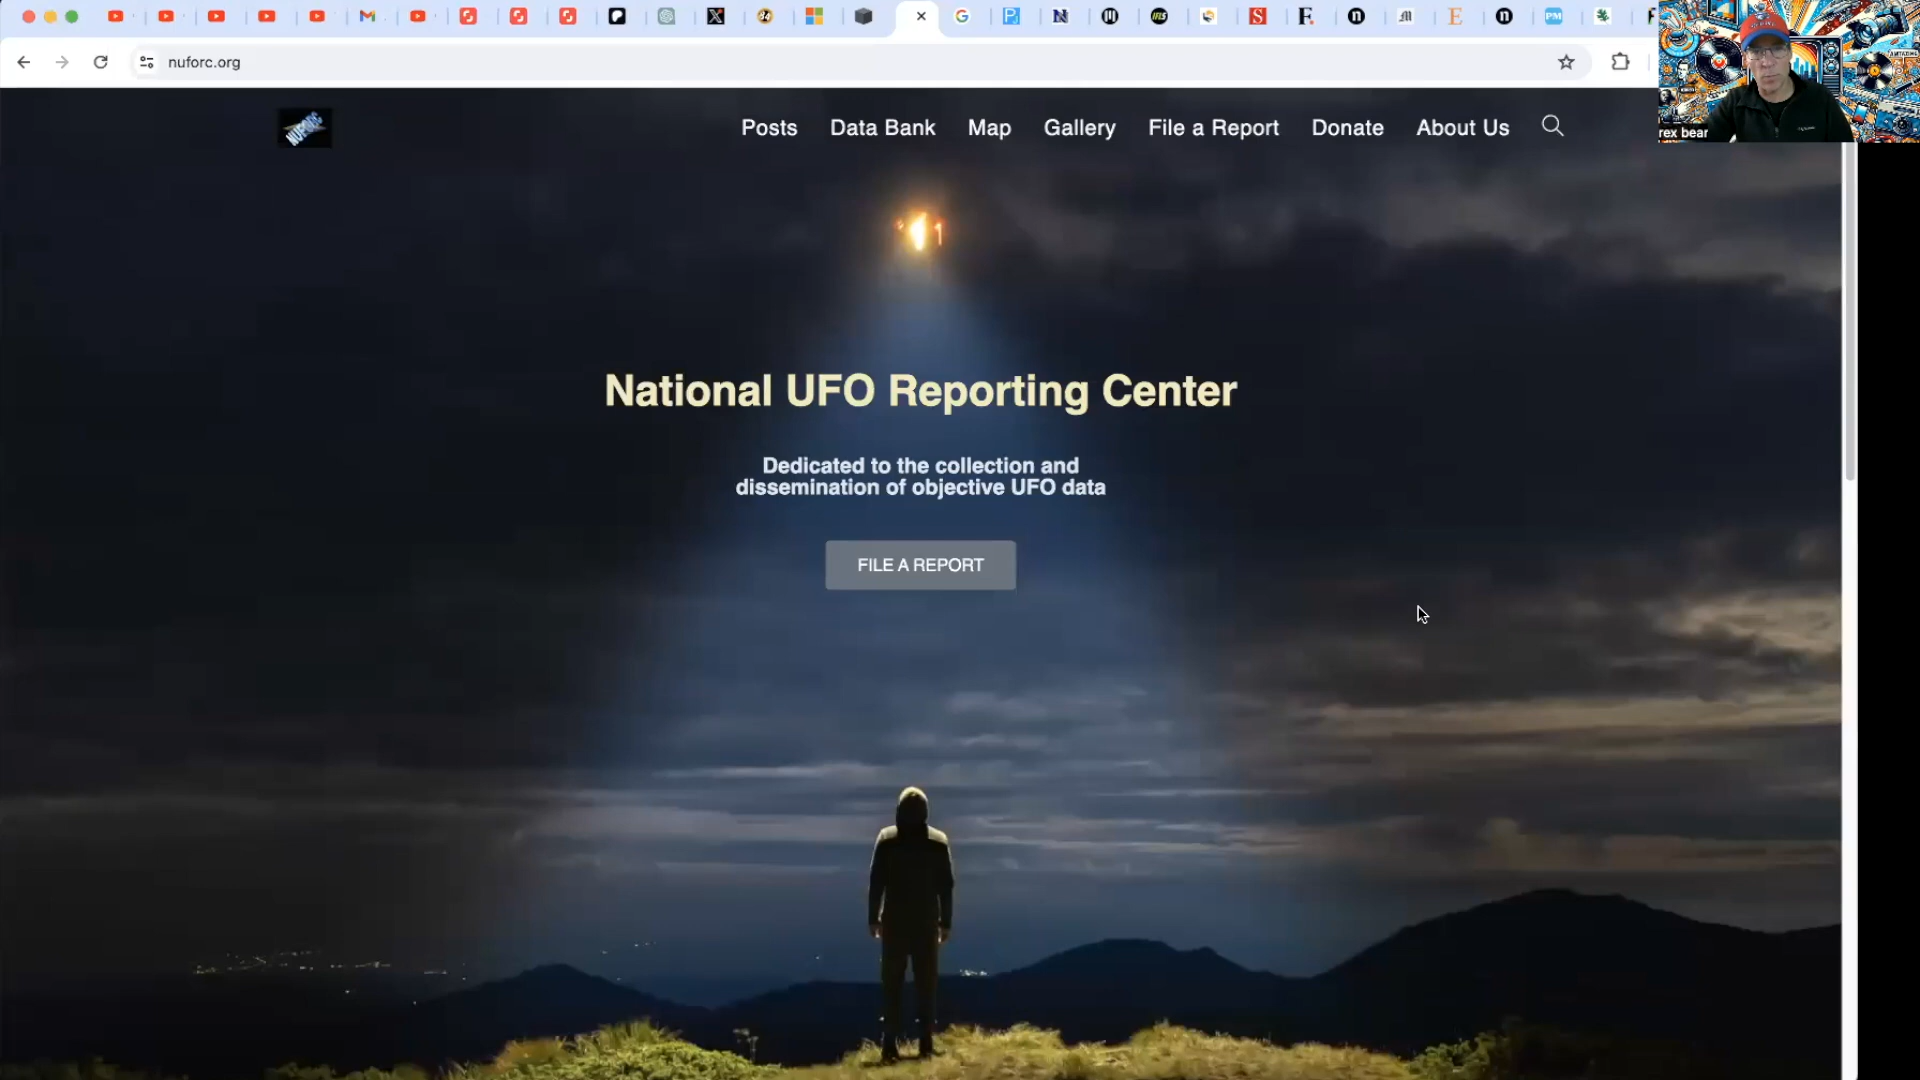 nuforc.org
NUFORC
Posts
Data Bank
Map
Gallery
File a Report
Donate
About Us
rex bear
National UFO Reporting Center
Dedicated to the collection and
dissemination of objective UFO data
FILE A REPORT